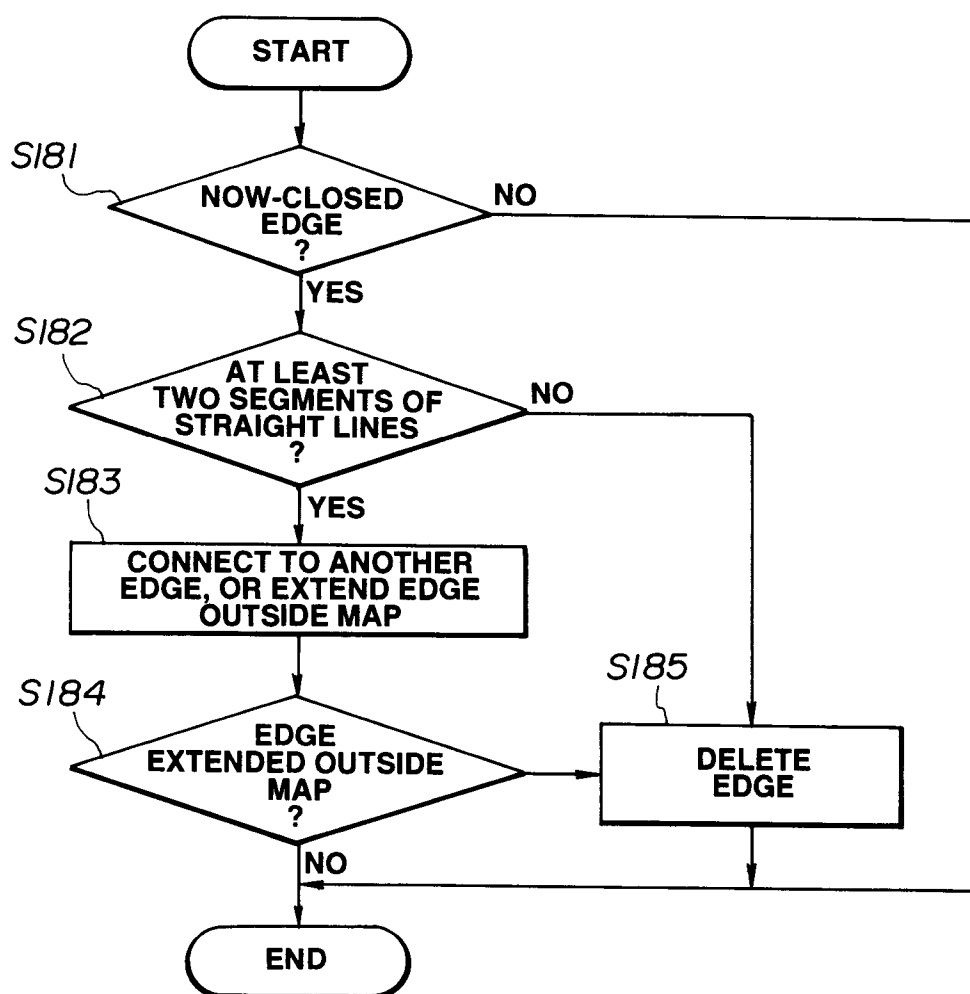 START
S181
NOW-CLOSED
EDGE
?
NO
YES
S182
AT LEAST
TWO SEGMENTS OF
STRAIGHT LINES
?
NO
YES
S183
CONNECT TO ANOTHER
EDGE, OR EXTEND EDGE
OUTSIDE MAP
S184
EDGE
EXTENDED OUTSIDE
MAP
?
S185
DELETE
EDGE
NO
END